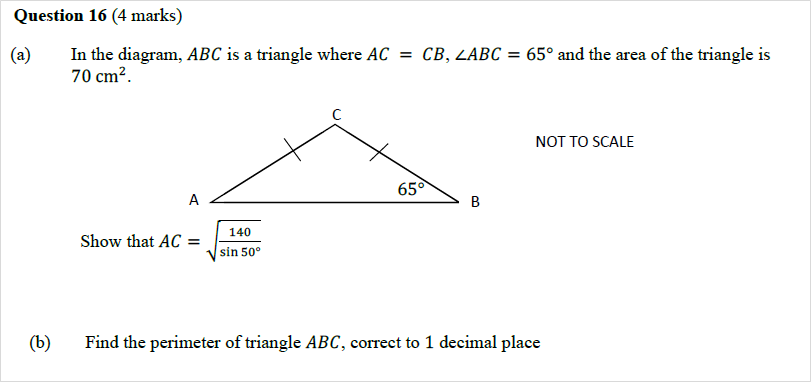 Question 16 (4 marks)
(a) In the diagram, ABC is a triangle where AC = CB, ∠ABC = 65° and the area of the triangle is
70 cm².
C
NOT TO SCALE
65°
A
B
Show that AC = √(140/sin 50°)
(b) Find the perimeter of triangle ABC, correct to 1 decimal place